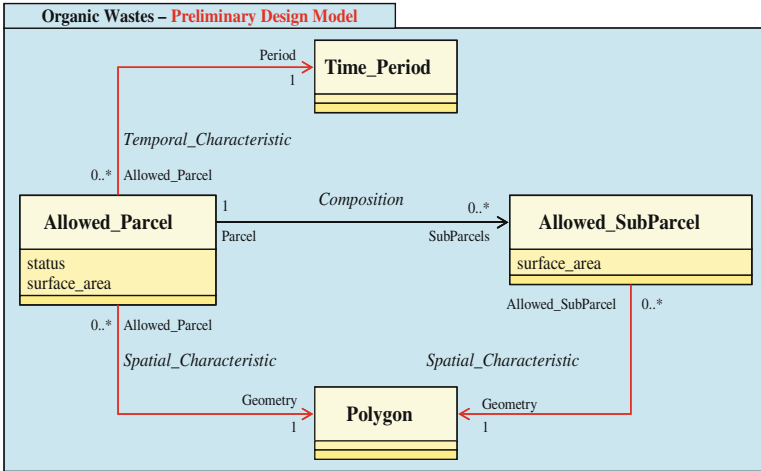 Organic Wastes – Preliminary Design Model
Period
1
Time_Period
Temporal_Characteristic
0..* Allowed_Parcel
Allowed_Parcel
status
surface_area
1
Parcel
Composition
0..*
SubParcels
Allowed_SubParcel
surface_area
0..* Allowed_Parcel
Spatial_Characteristic
Allowed_SubParcel 0..*
Spatial_Characteristic
Geometry
1
Polygon
Geometry
1